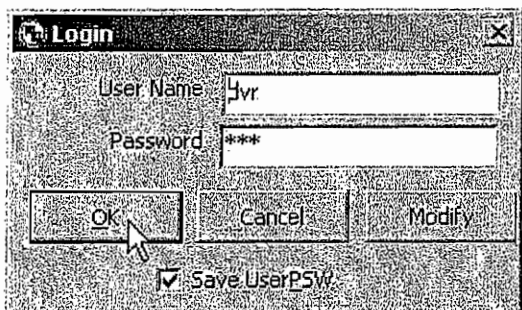 Login
User Name yvr
Password ***
OK Cancel Modify
Save UserPSW